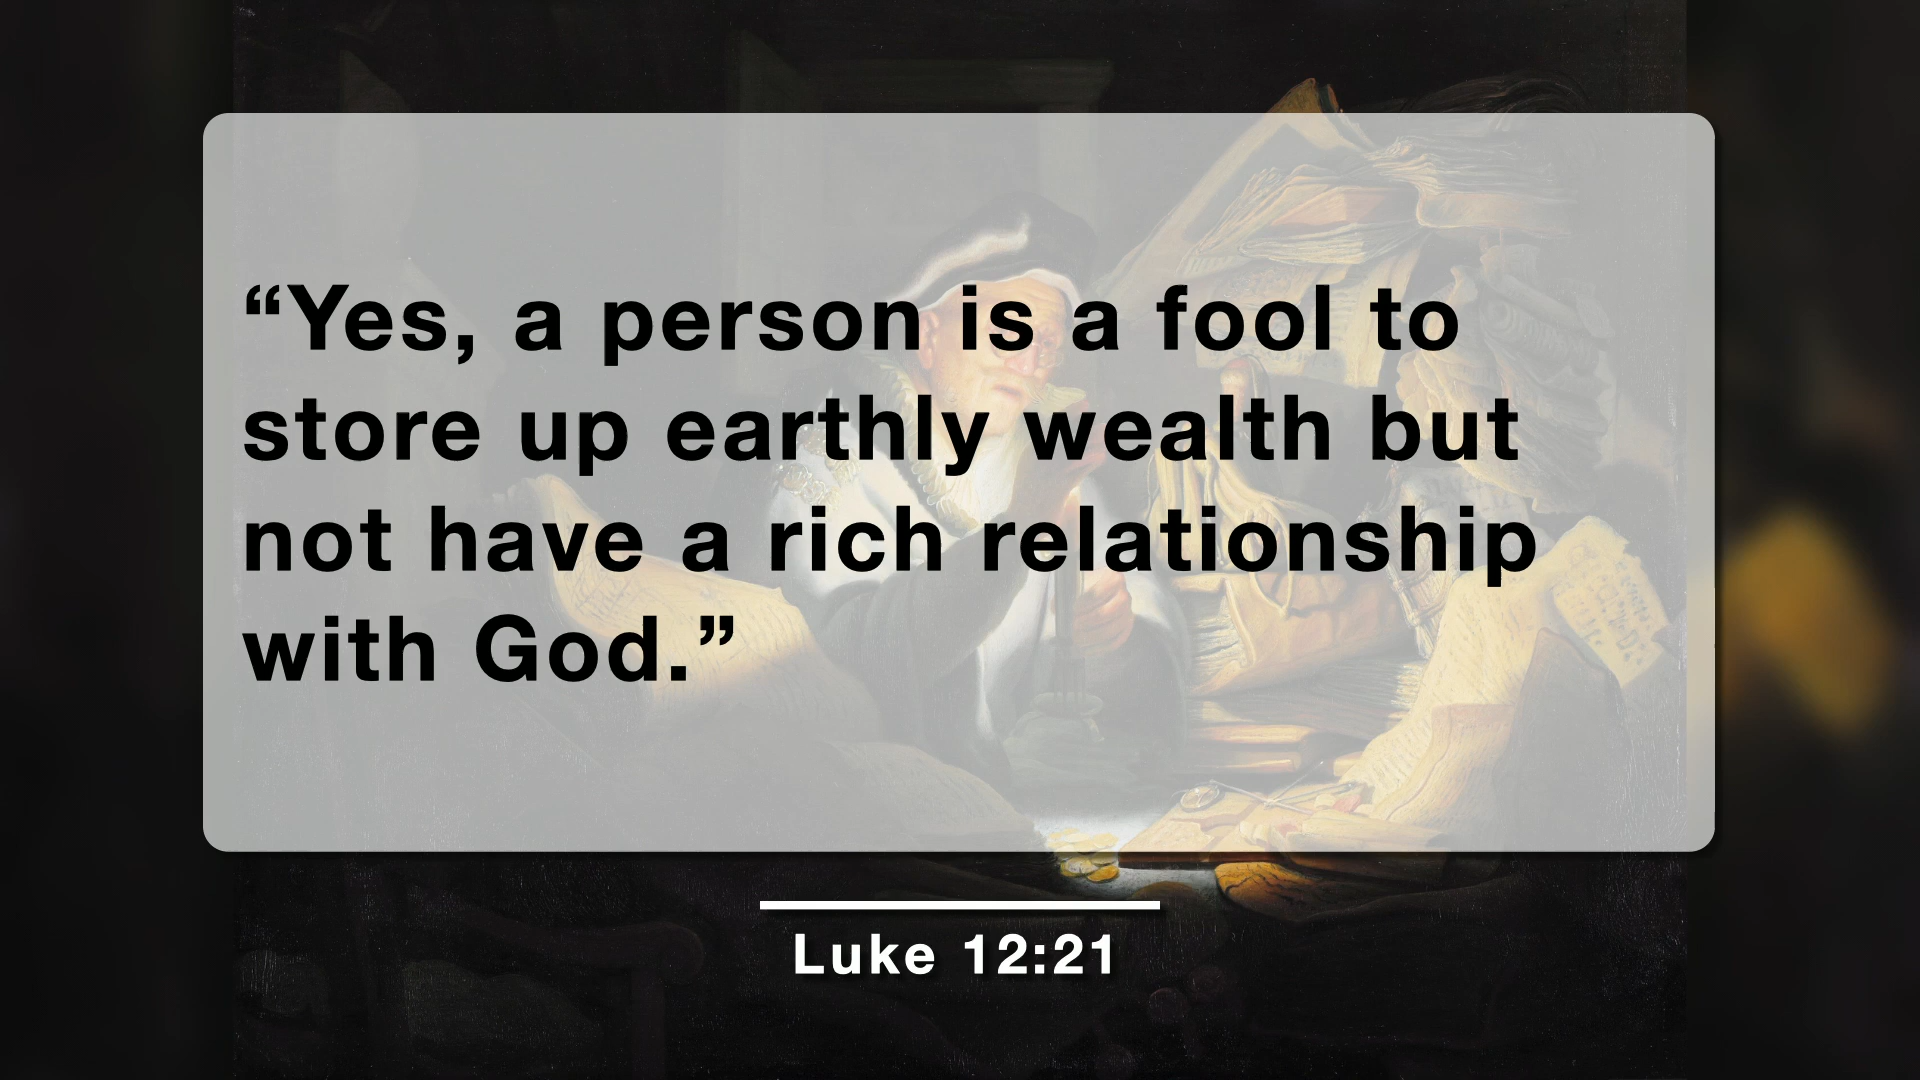 “Yes, a person is a fool to
store up earthly wealth but
not have a rich relationship
with God.”
Luke 12:21